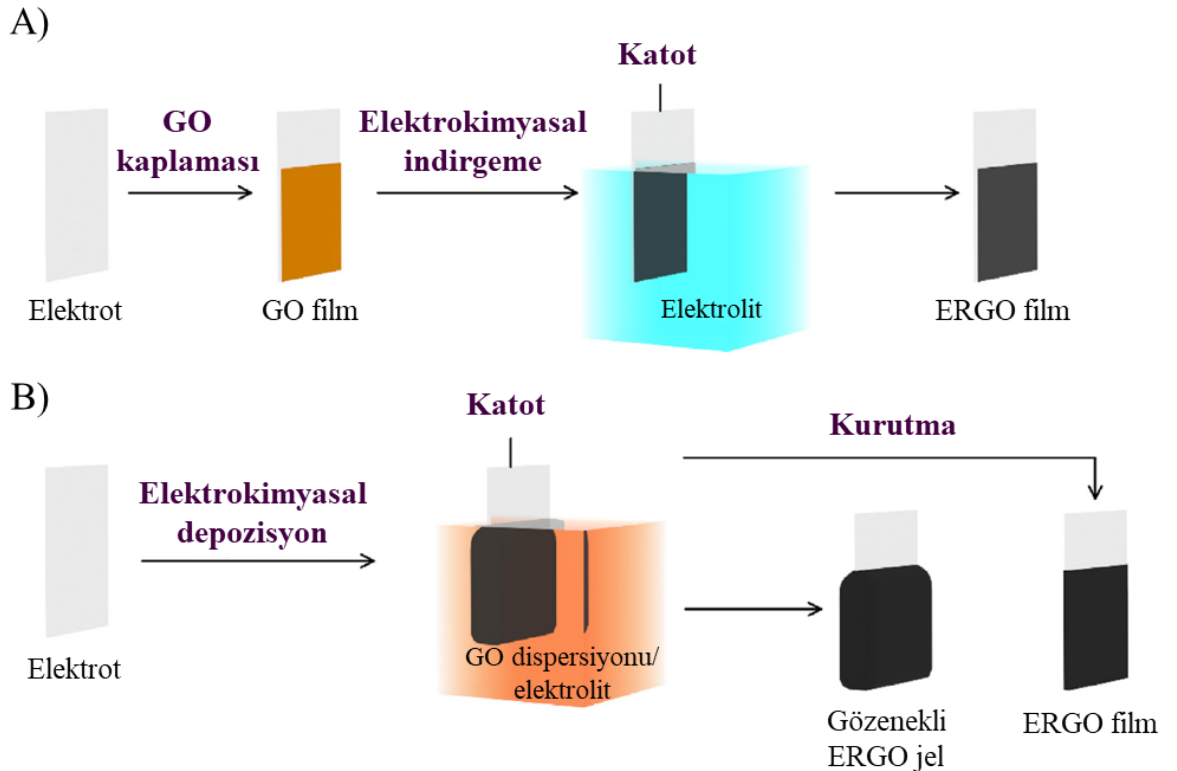 A)
Katot
GO
kaplaması
Elektrokimyasal
indirgeme
Elektrot
GO film
Elektrolit
ERGO film
B)
Katot
Kurutma
Elektrokimyasal
depozisyon
Elektrot
GO dispersiyonu/
elektrolit
Gözenekli
ERGO jel
ERGO film